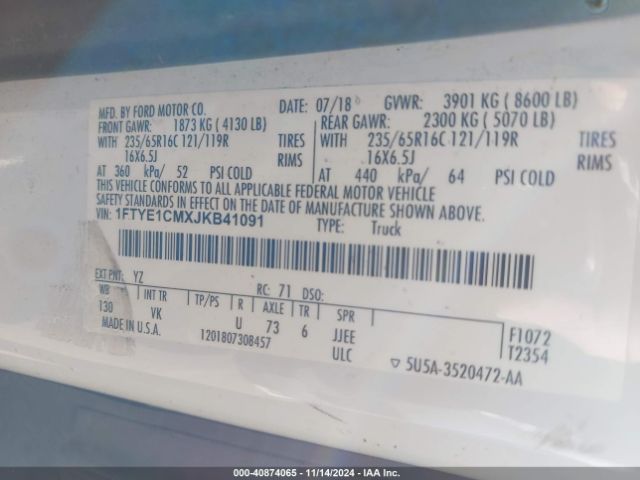 MFD. BY FORD MOTOR CO. DATE: 07/18 GVWR: 3901 KG ( 8600 LB)
FRONT GAWR: 1873 KG ( 4130 LB) REAR GAWR: 2300 KG ( 5070 LB)
WITH 235/65R16C 121/119R TIRES WITH 235/65R16C 121/119R TIRES
16X6.5J RIMS 16X6.5J RIMS
AT 360 kPa/ 52 PSI COLD AT 440 kPa/ 64 PSI COLD
THIS VEHICLE CONFORMS TO ALL APPLICABLE FEDERAL MOTOR VEHICLE
SAFETY STANDARDS IN EFFECT ON THE DATE OF MANUFACTURE SHOWN ABOVE.
VIN: 1FTYE1CMXJKB41091 TYPE: Truck
EXT PNT: YZ RC: 71 DSO:
WB INT TR TP/PS R AXLE TR SPR
130 VK U 73 6 JJEE F1072
MADE IN U.S.A. 1201807308457 ULC T2354
5U5A-3520472-AA
000-40874065 • 11/14/2024 • IAA Inc.